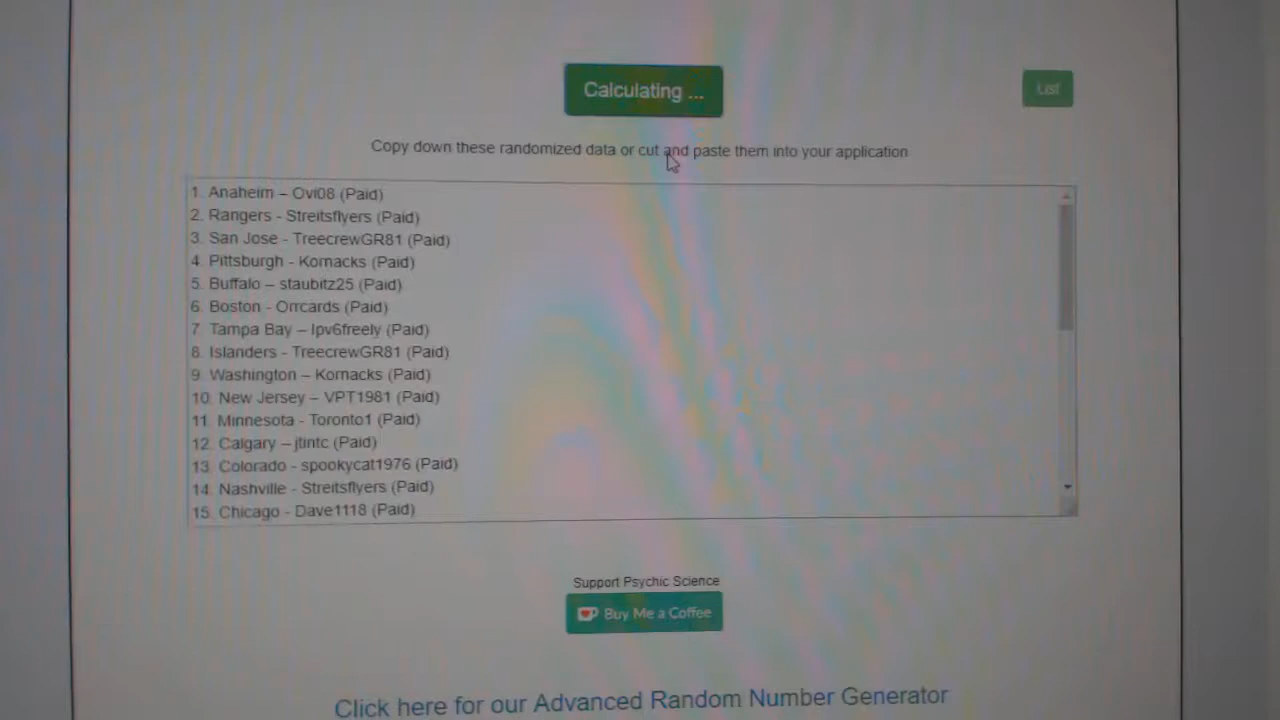 Calculating ...
List
Copy down these randomized data or cut and paste them into your application
1. Anaheim – Ovi08 (Paid)
2. Rangers - Streitsflyers (Paid)
3. San Jose - TreecrewGR81 (Paid)
4. Pittsburgh - Kornacks (Paid)
5. Buffalo – staubitz25 (Paid)
6. Boston - Orrcards (Paid)
7. Tampa Bay – Ipv6freely (Paid)
8. Islanders - TreecrewGR81 (Paid)
9. Washington – Kornacks (Paid)
10. New Jersey – VPT1981 (Paid)
11. Minnesota - Toronto1 (Paid)
12. Calgary – jtintc (Paid)
13. Colorado - spookycat1976 (Paid)
14. Nashville - Streitsflyers (Paid)
15. Chicago - Dave1118 (Paid)
Support Psychic Science
Buy Me a Coffee
Click here for our Advanced Random Number Generator